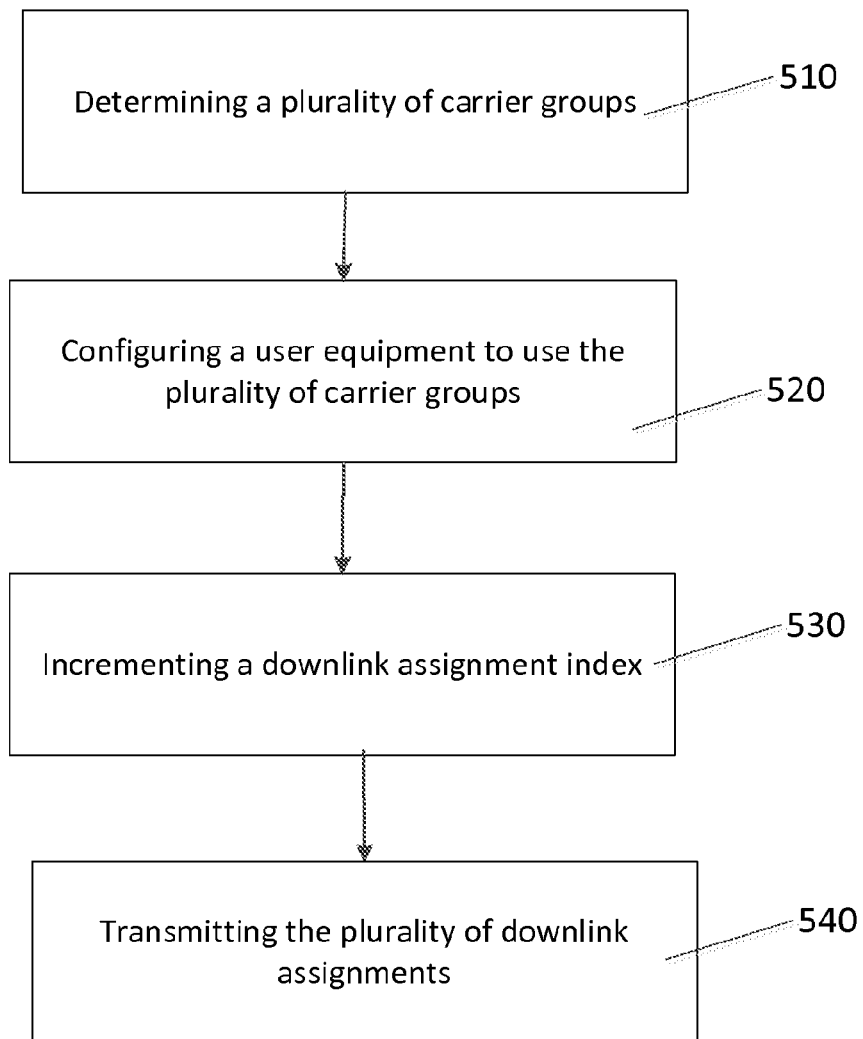 Determining a plurality of carrier groups
510
Configuring a user equipment to use the
plurality of carrier groups
520
Incrementing a downlink assignment index
530
Transmitting the plurality of downlink
assignments
540